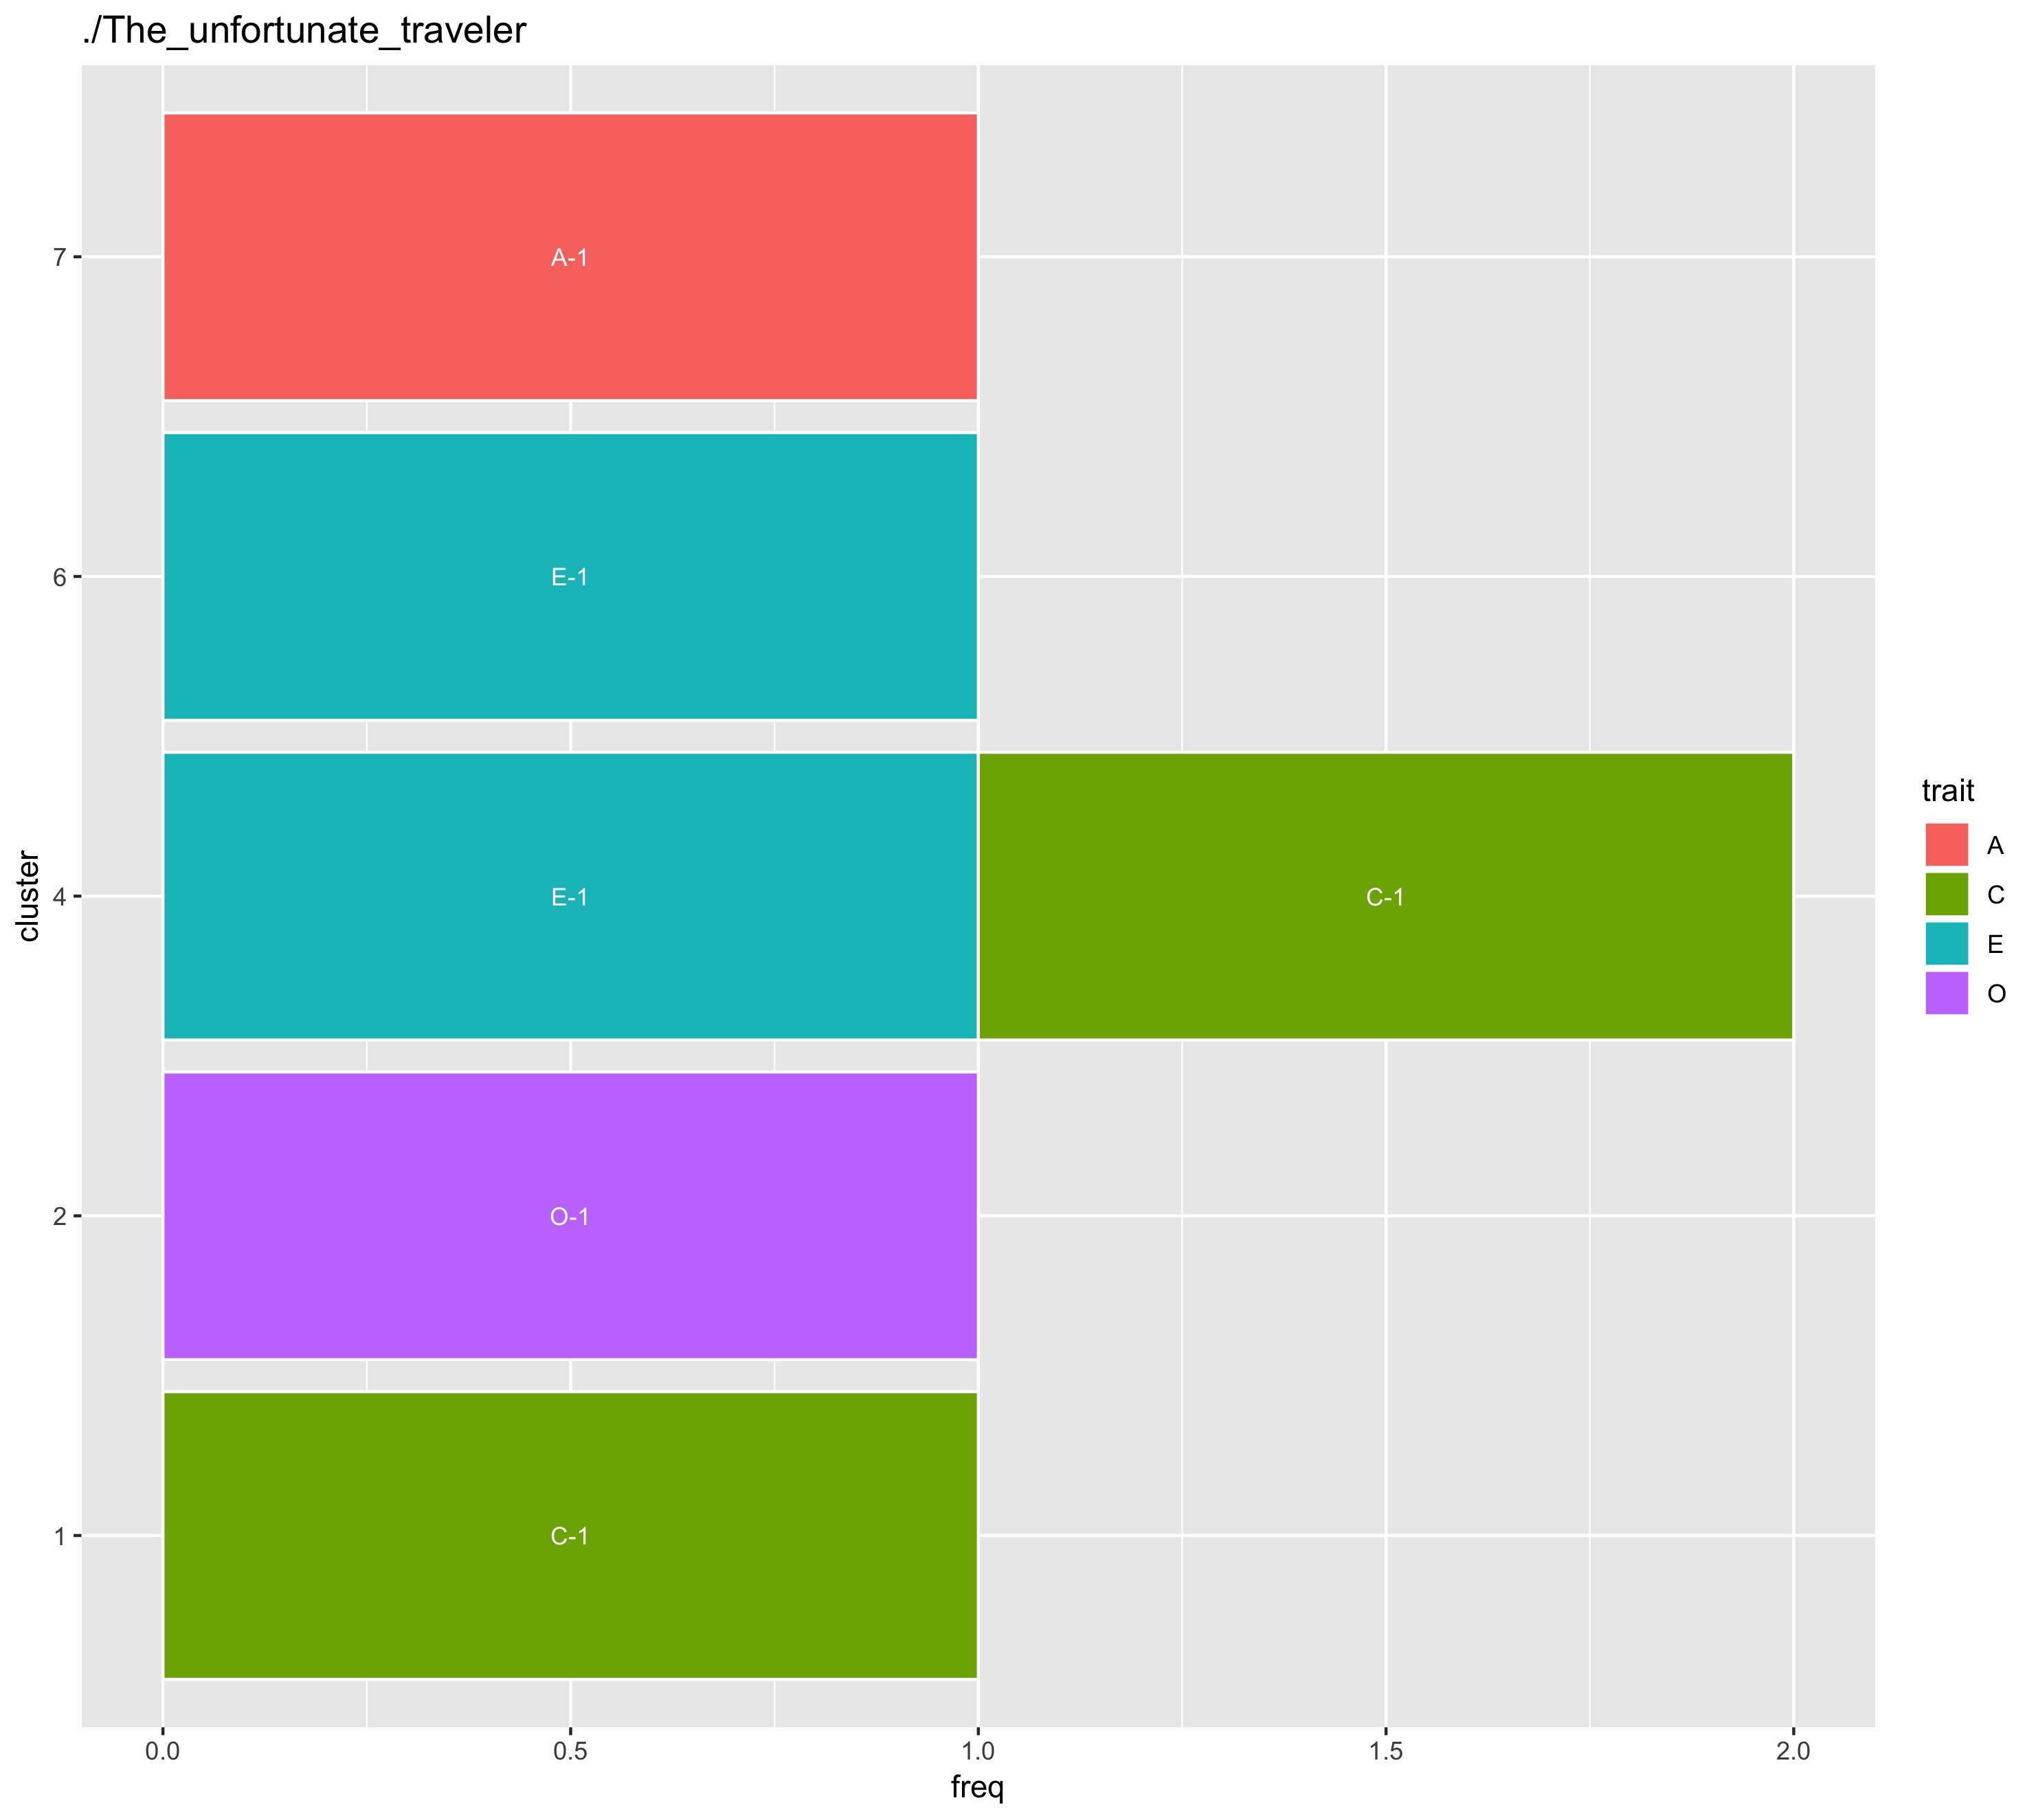 ./The_unfortunate_traveler
7
A-1
6
E-1
4
E-1
C-1
2
O-1
1
C-1
cluster
0.0
0.5
1.0
1.5
2.0
freq
trait
A
C
E
O